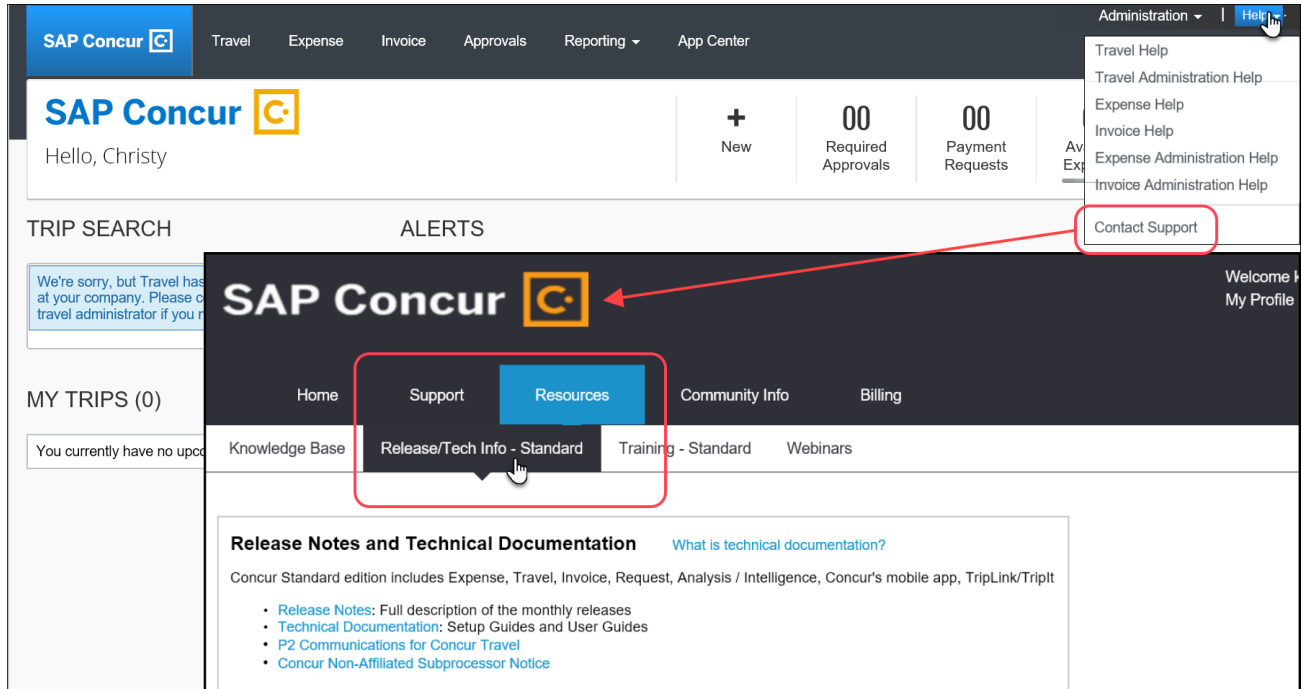 SAP Concur
Travel
Expense
Invoice
Approvals
Reporting
App Center
Administration
|
Help
Travel Help
Travel Administration Help
Expense Help
Invoice Help
Expense Administration Help
Invoice Administration Help
Contact Support
SAP Concur
Hello, Christy
New
00
Required
Approvals
00
Payment
Requests
TRIP SEARCH
ALERTS
We're sorry, but Travel has
at your company. Please
travel administrator if you
MY TRIPS (0)
You currently have no
SAP Concur
Welcome
My Profile
Home
Support
Resources
Community Info
Billing
Knowledge Base
Release/Tech Info - Standard
Training - Standard
Webinars
Release Notes and Technical Documentation
What is technical documentation?
Concur Standard edition includes Expense, Travel, Invoice, Request, Analysis / Intelligence, Concur's mobile app, TripLink/TripIt
• Release Notes: Full description of the monthly releases
• Technical Documentation: Setup Guides and User Guides
• P2 Communications for Concur Travel
• Concur Non-Affiliated Subprocessor Notice